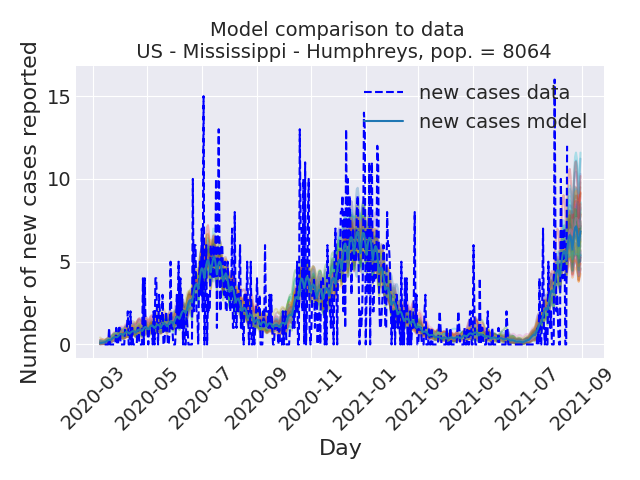 Model comparison to data
US - Mississippi - Humphreys, pop. = 8064
Number of new cases reported
15
10
5
0
new cases data
new cases model
2020-03
2020-05
2020-07
2020-09
2020-11
2021-01
2021-03
2021-05
2021-07
2021-09
Day